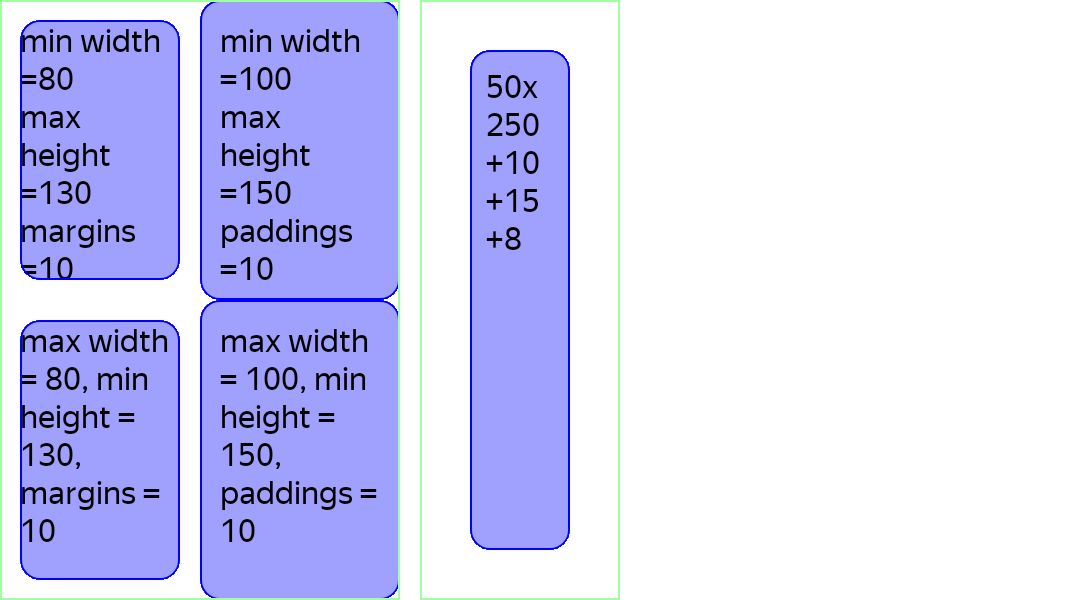 min width
=80
max
height
=130
margins
=10
min width
=100
max
height
=150
paddings
=10
max width
= 80, min
height =
130,
margins =
10
max width
= 100, min
height =
150,
paddings =
10
50x
250
+10
+15
+8